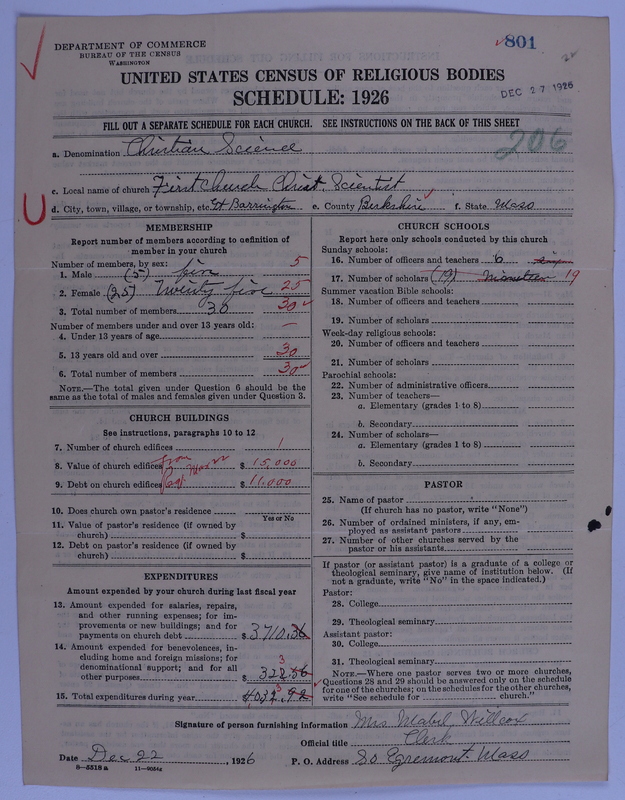 801
DEPARTMENT OF COMMERCE
BUREAU OF THE CENSUS
WASHINGTON
UNITED STATES CENSUS OF RELIGIOUS BODIES
SCHEDULE: 1926
DEC 27 1926
FILL OUT A SEPARATE SCHEDULE FOR EACH CHURCH. SEE INSTRUCTIONS ON THE BACK OF THIS SHEET
206
a. Denomination Christian Science
c. Local name of church First Church Christ Scientist
d. City, town, village, or township, etc. Gt Barrington e. County Berkshire f. State Mass
MEMBERSHIP
Report number of members according to definition of
member in your church
Number of members, by sex:
1. Male (5) five 5
2. Female (25) Twenty five 25
3. Total number of members 30 30
Number of members under and over 13 years old:
4. Under 13 years of age —
5. 13 years old and over 30
6. Total number of members 30
NOTE.—The total given under Question 6 should be the
same as the total of males and females given under Question 3.
CHURCH BUILDINGS
See instructions, paragraphs 10 to 12
7. Number of church edifices 1
8. Value of church edifices from $ 15,000
9. Debt on church edifices $ 11,000
10. Does church own pastor's residence
Yes or No
11. Value of pastor's residence (if owned by
church) $
12. Debt on pastor's residence (if owned by
church) $
EXPENDITURES
Amount expended by your church during last fiscal year
13. Amount expended for salaries, repairs,
and other running expenses; for im-
provements or new buildings; and for
payments on church debt $ 3710.36
14. Amount expended for benevolences, in-
cluding home and foreign missions; for
denominational support; and for all
other purposes $ 322.56
3
15. Total expenditures during year 4032.92
3
CHURCH SCHOOLS
Report here only schools conducted by this church
Sunday schools:
16. Number of officers and teachers 6
17. Number of scholars (19) nineteen 19
Summer vacation Bible schools:
18. Number of officers and teachers
19. Number of scholars
Week-day religious schools:
20. Number of officers and teachers
21. Number of scholars
Parochial schools:
22. Number of administrative officers
23. Number of teachers—
a. Elementary (grades 1 to 8)
b. Secondary
24. Number of scholars—
a. Elementary (grades 1 to 8)
b. Secondary
PASTOR
25. Name of pastor
(If church has no pastor, write "None")
26. Number of ordained ministers, if any, em-
ployed as assistant pastors
27. Number of other churches served by the
pastor or his assistants
If pastor (or assistant pastor) is a graduate of a college or
theological seminary, give name of institution below. (If
not a graduate, write "No" in the space indicated.)
Pastor:
28. College
29. Theological seminary
Assistant pastor:
30. College
31. Theological seminary
NOTE.—Where one pastor serves two or more churches,
Questions 28 and 29 should be answered only on the schedule
for one of the churches; on the schedules for the other churches,
write "See schedule for church."
Signature of person furnishing information Mrs Mabel Willcox
Official title Clerk
Date Dec 22, 1926 P. O. Address So Egremont Mass
8—5518 a 11—9054a